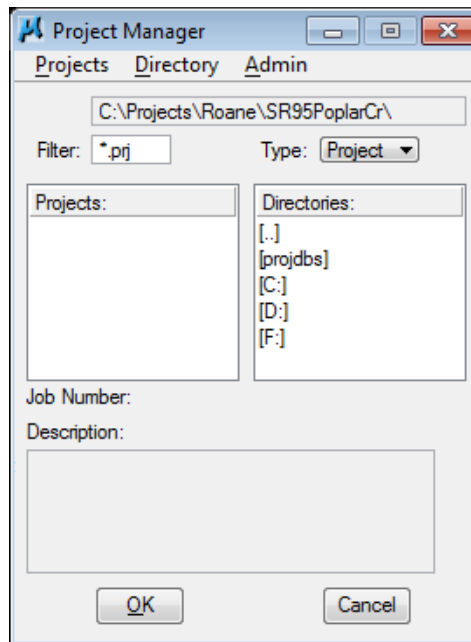 Project Manager
Projects Directory Admin
C:\Projects\Roane\SR95PoplarCr\
Filter: *.prj Type: Project
Projects: Directories:
[..]
[projdbs]
[C:]
[D:]
[F:]
Job Number:
Description:
OK Cancel